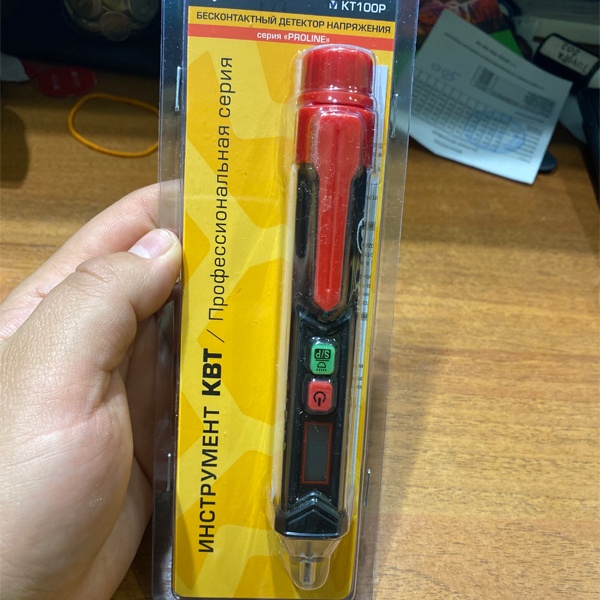 КТ100Р
БЕСКОНТАКТНЫЙ ДЕТЕКТОР НАПРЯЖЕНИЯ
серия «PROLINE»
ИНСТРУМЕНТ КВТ / Профессиональная серия
S/P